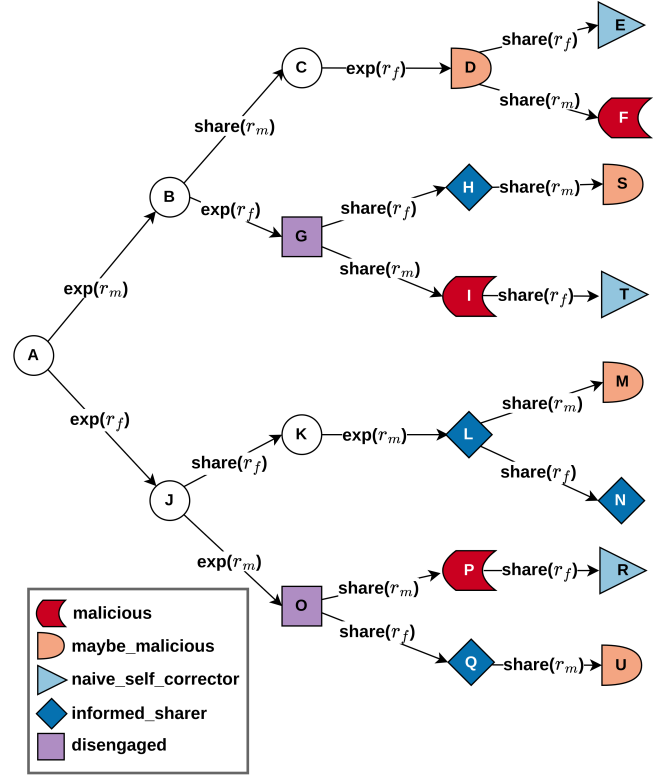 E
share(r_f)
C
exp(r_f)
D
share(r_m)
F
share(r_m)
B
exp(r_f)
share(r_f)
H
share(r_m)
S
G
share(r_m)
I
share(r_f)
T
exp(r_m)
A
exp(r_f)
M
share(r_m)
K
exp(r_m)
L
share(r_f)
share(r_f)
N
J
exp(r_m)
P
share(r_f)
R
share(r_m)
O
share(r_f)
Q
share(r_m)
U
malicious
maybe_malicious
naive_self_corrector
informed_sharer
disengaged